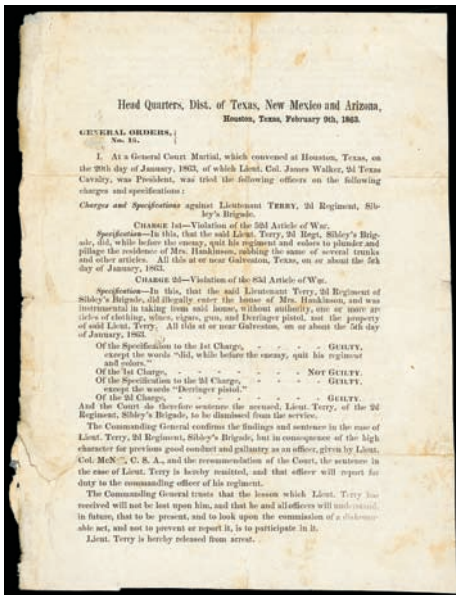 Head Quarters, Dist. of Texas, New Mexico and Arizona,
Houston, Texas, February 9th, 1863.
GENERAL ORDERS,
No. 15.
I. At a General Court Martial, which convened at Houston, Texas, on
the 20th day of January, 1863, of which Lieut. Col. James Walker, 2d Texas
Cavalry, was President, was tried the following officers on the following
charges and specifications:
Charges and Specifications against Lieutenant TERRY, 2d Regiment, Sib-
ley's Brigade.
CHARGE 1st—Violation of the 52d Article of War.
Specification—In this, that the said Lieut. Terry, 2d Regt, Sibley's Brig-
ade, did, while before the enemy, quit his regiment and colors to plunder and
pillage the residence of Mrs. Hankinson, robbing the same of several trunks
and other articles. All this at or near Galveston, Texas, on or about the 5th
day of January, 1863.
CHARGE 2d—Violation of the 83d Article of War.
Specification—In this, that the said Lieutenant Terry, 2d Regiment of
Sibley's Brigade, did illegally enter the house of Mrs. Hankinson, and was
instrumental in taking from said house, without authority, one or more ar-
ticles of clothing, wines, cigars, gun, and Derringer pistol, not the property
of said Lieut. Terry. All this at or near Galveston, on or about the 5th day
of January, 1863.
Of the Specification to the 1st Charge, - - - - - GUILTY,
except the words "did, while before the enemy, quit his regiment
and colors."
Of the 1st Charge, - - - - - - - NOT GUILTY.
Of the Specification to the 2d Charge, - - - - - GUILTY,
except the words "Derringer pistol."
Of the 2d Charge, - - - - - - - - GUILTY.
And the Court do therefore sentence the accused, Lieut. Terry, of the 2d
Regiment, Sibley's Brigade, to be dismissed from the service.
The Commanding General confirms the findings and sentence in the case of
Lieut. Terry, 2d Regiment, Sibley's Brigade, but in consequence of the high
character for previous good conduct and gallantry as an officer, given by Lieut.
Col. , C. S. A., and the recommendation of the Court, the sentence in
the case of Lieut. Terry is hereby remitted, and that officer will report for
duty to the commanding officer of his regiment.
The Commanding General trusts that the lesson which Lieut. Terry has
received will not be lost upon him, and that he and all officers will understand,
in future, that to be present, and to look upon the commission of a dishonor-
able act, and not to prevent or report it, is to participate in it.
Lieut. Terry is hereby released from arrest.